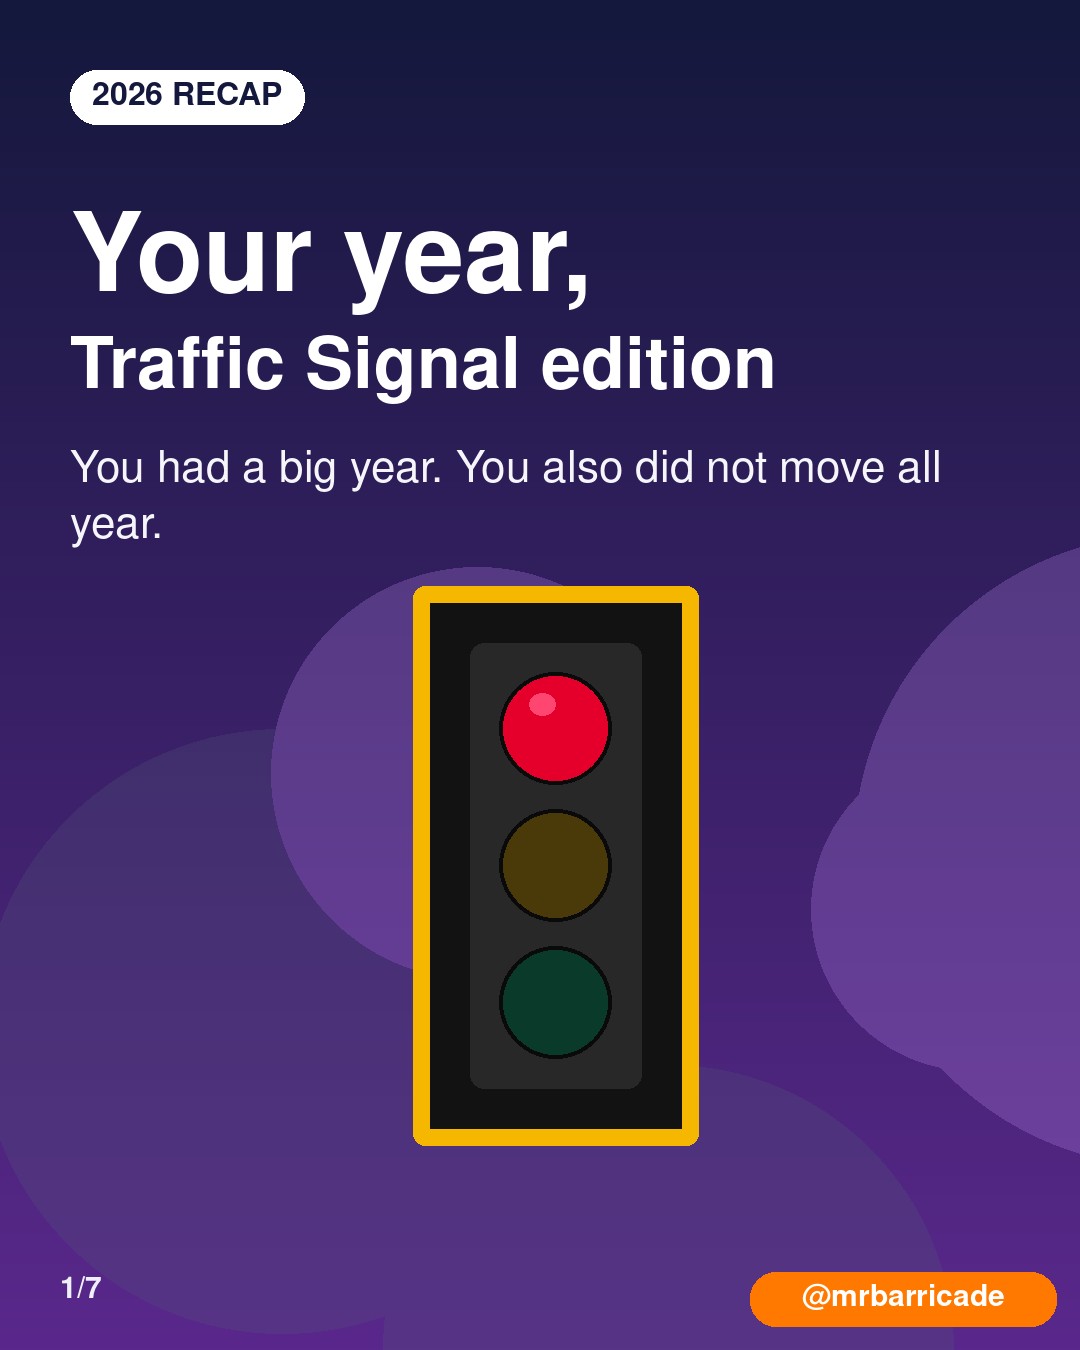 2026 RECAP
Your year,
Traffic Signal edition
You had a big year. You also did not move all
year.
1/7
@mrbarricade